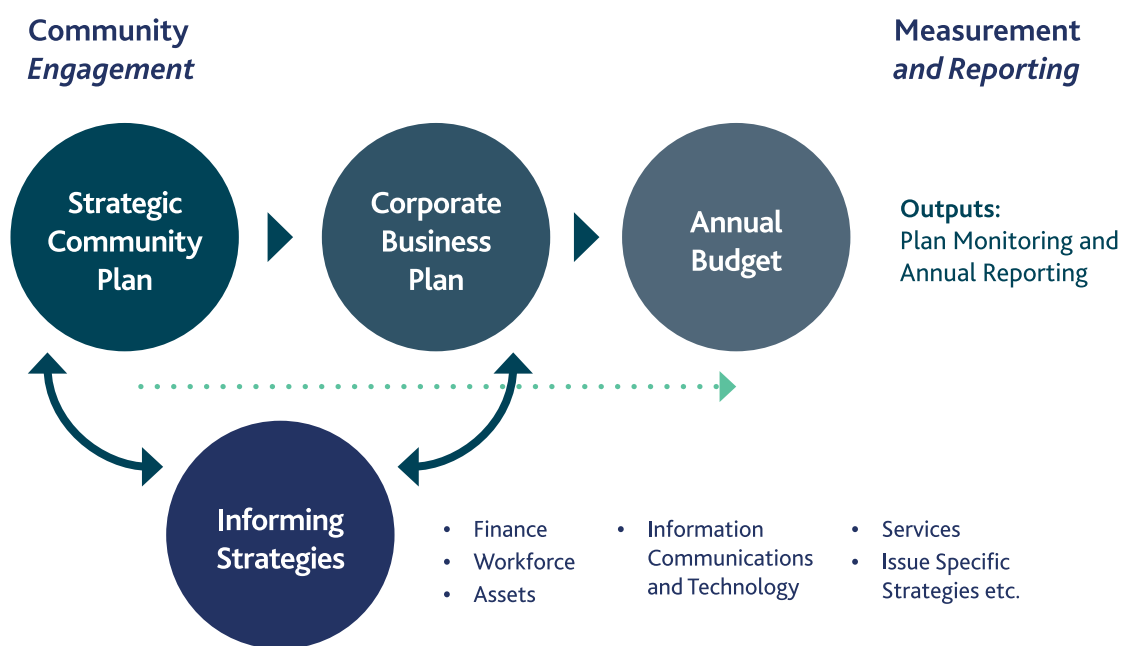 Community
Engagement
Measurement
and Reporting
Strategic
Community
Plan
Corporate
Business
Plan
Annual
Budget
Outputs:
Plan Monitoring and
Annual Reporting
Informing
Strategies
• Finance
• Workforce
• Assets
• Information
Communications
and Technology
• Services
• Issue Specific
Strategies etc.